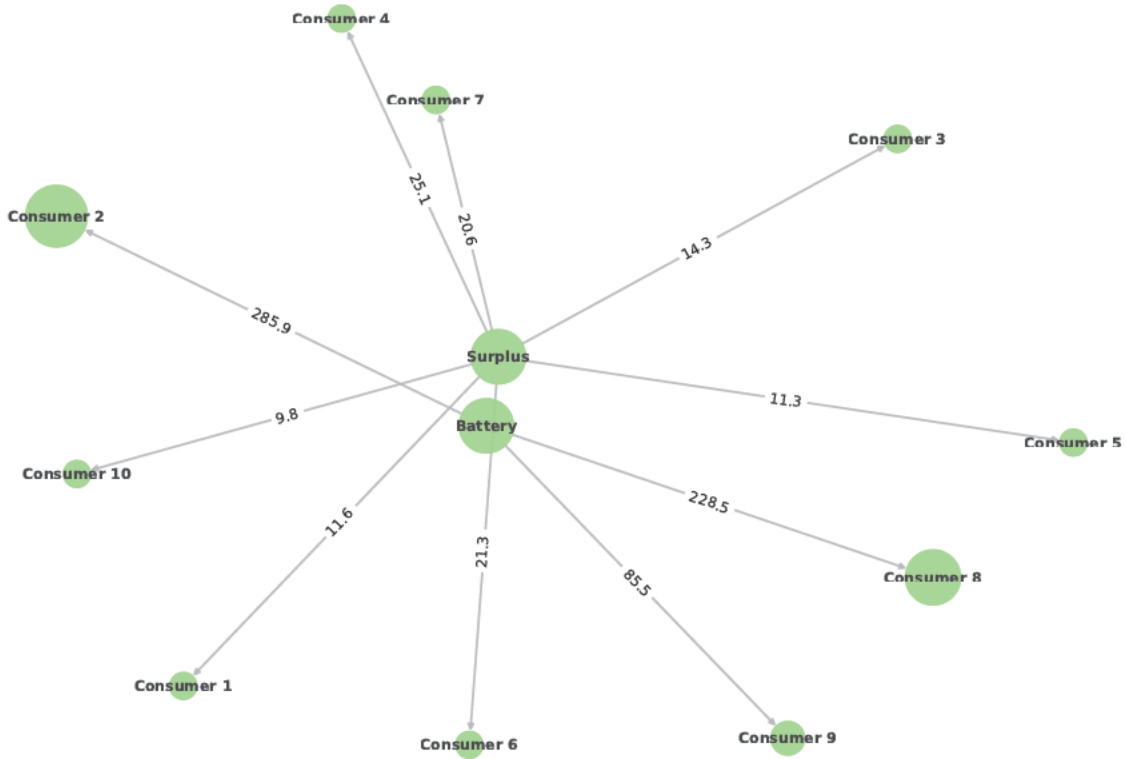 Consumer 4
Consumer 7
Consumer 3
25.1
Consumer 2
20.6
14.3
285.9
Surplus
11.3
9.8
Battery
Consumer 5
Consumer 10
228.5
11.6
21.3
Consumer 8
85.5
Consumer 1
Consumer 9
Consumer 6